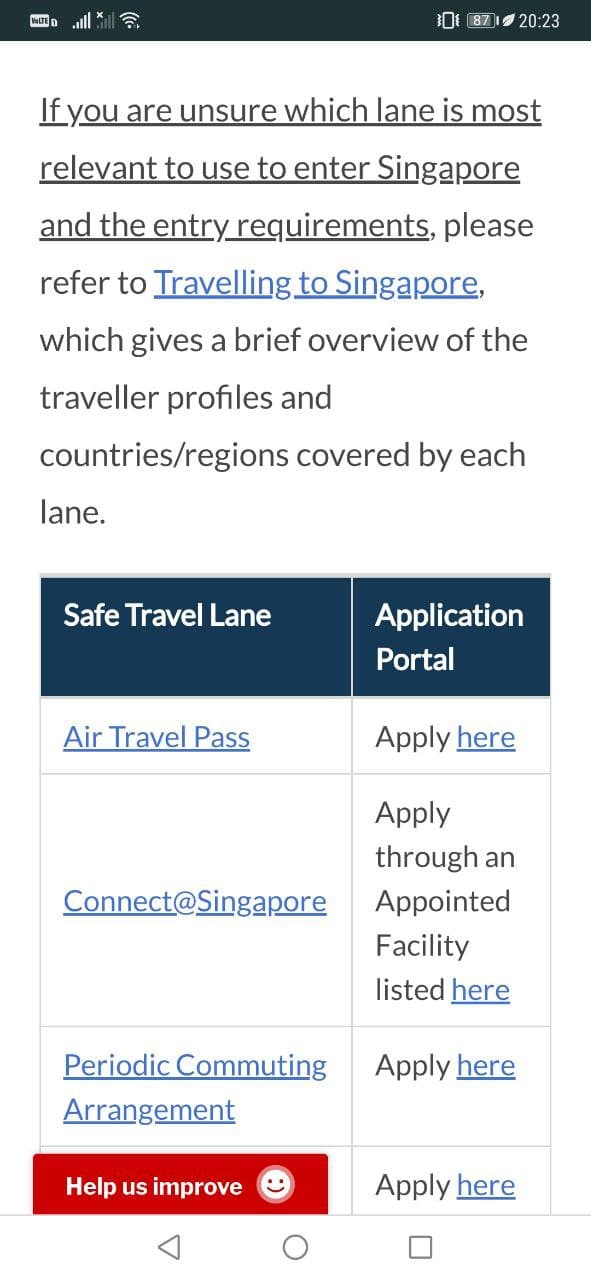 VoLTE
87
20:23
If you are unsure which lane is most
relevant to use to enter Singapore
and the entry requirements, please
refer to Travelling to Singapore,
which gives a brief overview of the
traveller profiles and
countries/regions covered by each
lane.
Safe Travel Lane
Application
Portal
Air Travel Pass
Apply here
Connect@Singapore
Apply
through an
Appointed
Facility
listed here
Periodic Commuting
Arrangement
Apply here
Help us improve
Apply here